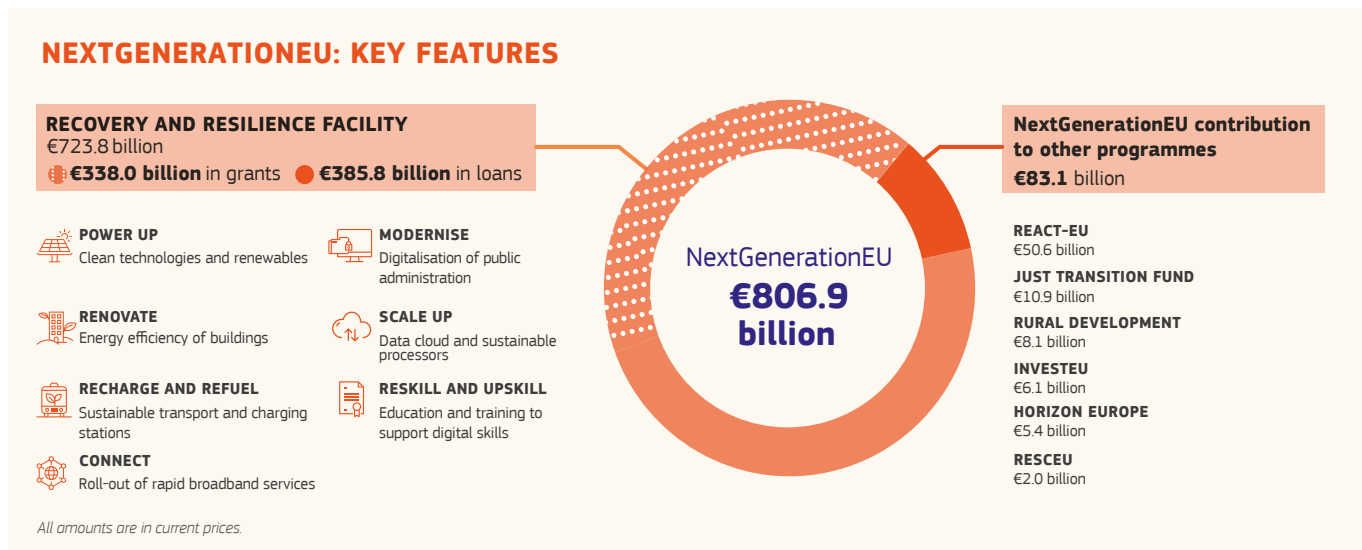 NEXTGENERATIONEU: KEY FEATURES
RECOVERY AND RESILIENCE FACILITY
€723.8 billion
€338.0 billion in grants
€385.8 billion in loans
POWER UP
Clean technologies and renewables
MODERNISE
Digitalisation of public
administration
RENOVATE
Energy efficiency of buildings
SCALE UP
Data cloud and sustainable
processors
RECHARGE AND REFUEL
Sustainable transport and charging
stations
RESKILL AND UPSKILL
Education and training to
support digital skills
CONNECT
Roll-out of rapid broadband services
NextGenerationEU
€806.9
billion
NextGenerationEU contribution
to other programmes
€83.1 billion
REACT-EU
€50.6 billion
JUST TRANSITION FUND
€10.9 billion
RURAL DEVELOPMENT
€8.1 billion
INVESTEU
€6.1 billion
HORIZON EUROPE
€5.4 billion
RESCEU
€2.0 billion
All amounts are in current prices.